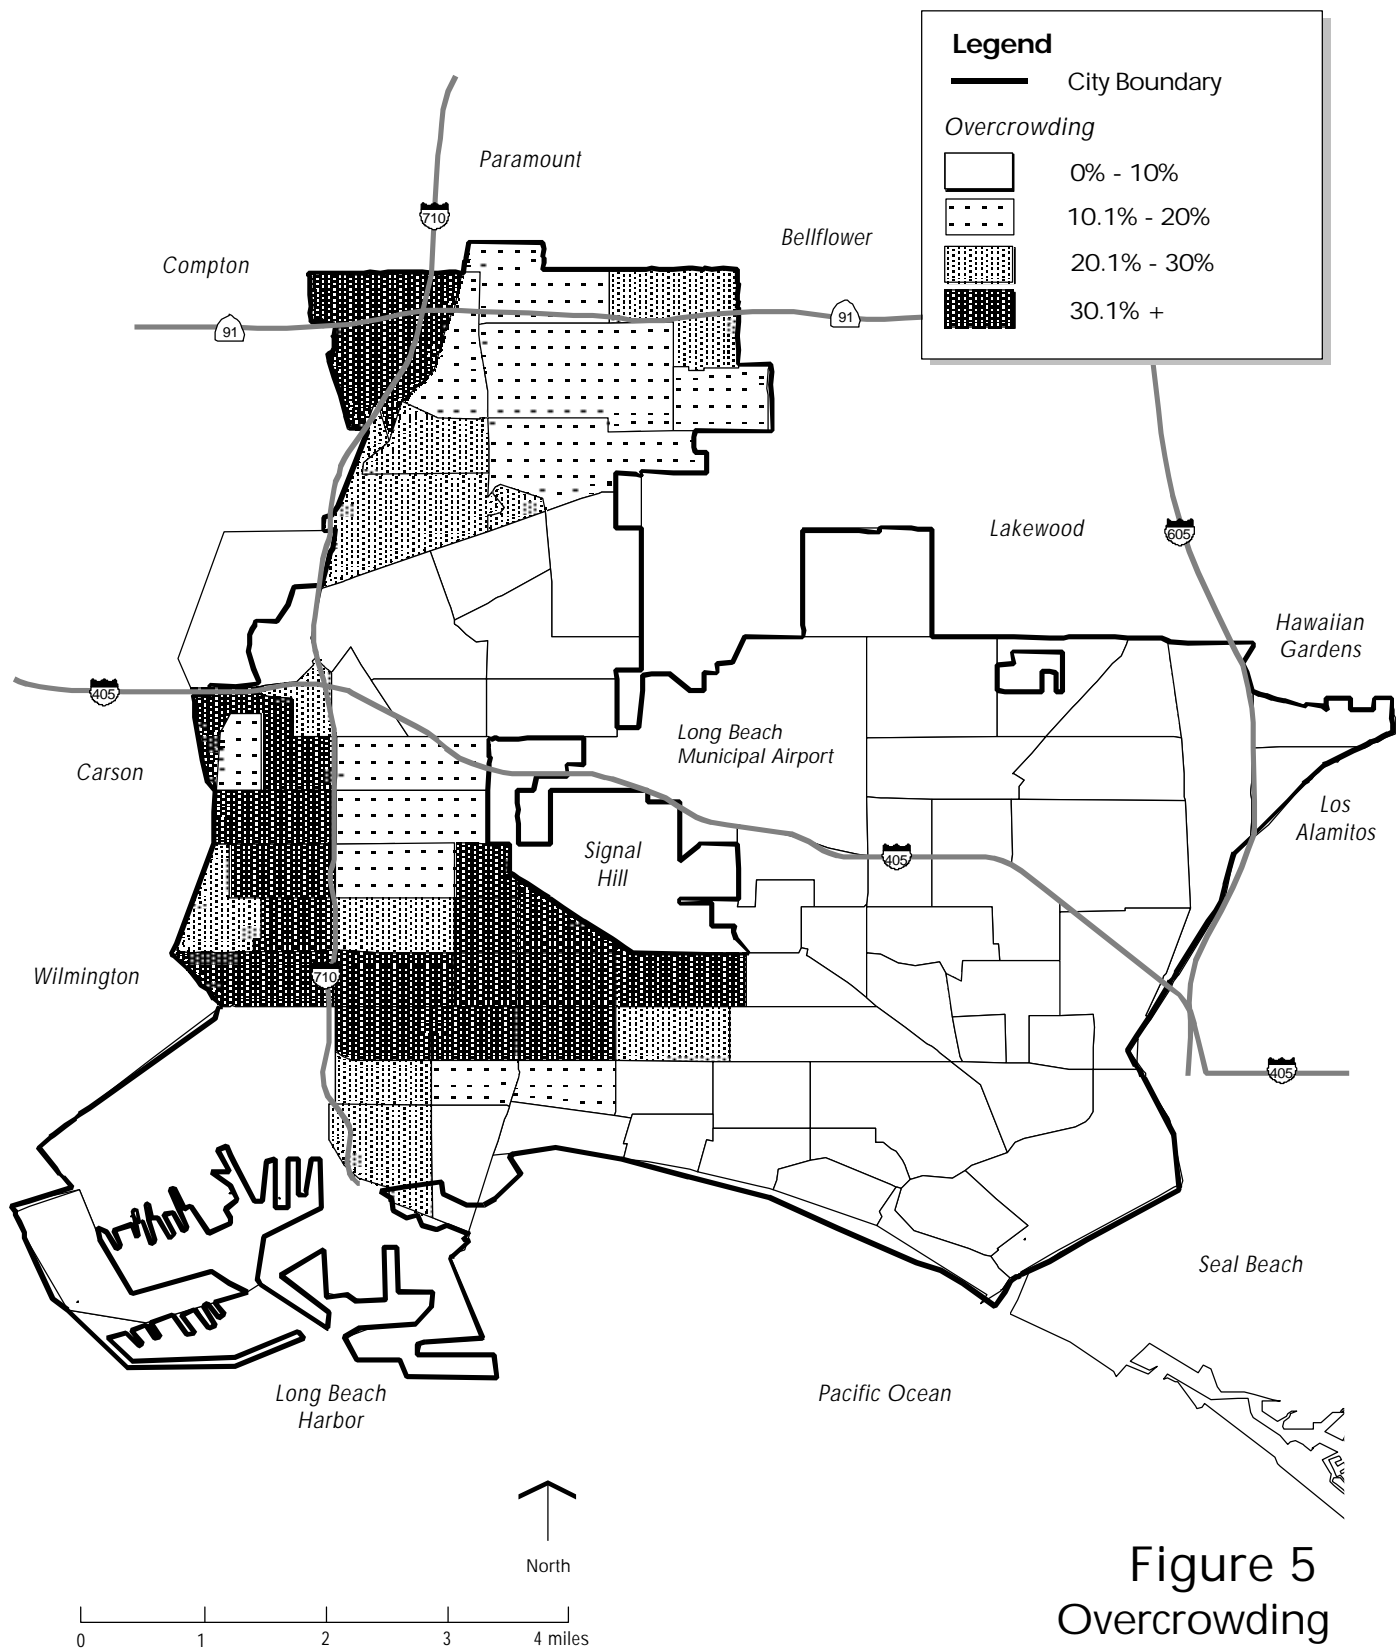 Legend
City Boundary
Overcrowding
0% - 10%
10.1% - 20%
20.1% - 30%
30.1% +
Paramount
710
Bellflower
Compton
91
91
Lakewood
605
Hawaiian
Gardens
405
Long Beach
Municipal Airport
Carson
Los
Alamitos
Signal
Hill
405
Wilmington
710
405
Seal Beach
Long Beach
Harbor
Pacific Ocean
North
Figure 5
Overcrowding
0
1
2
3
4 miles